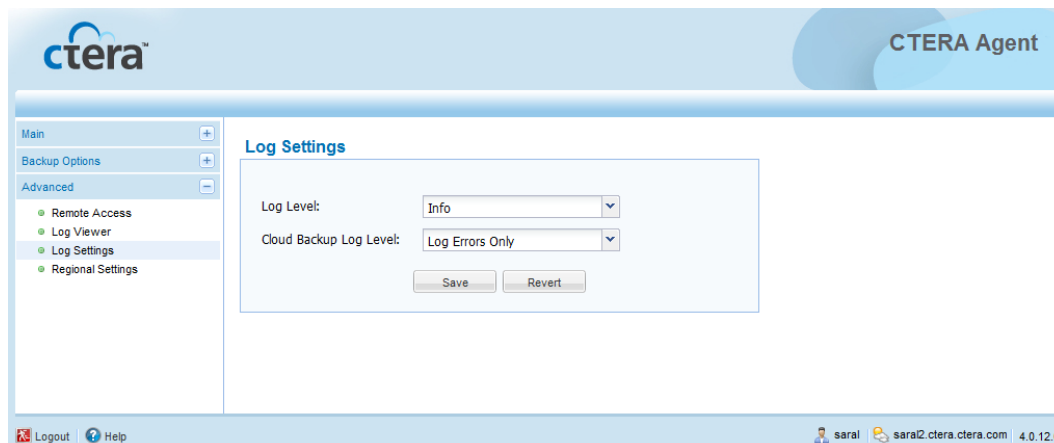 ctera™
CTERA Agent
Main
Backup Options
Advanced
Remote Access
Log Viewer
Log Settings
Regional Settings
Log Settings
Log Level:
Info
Cloud Backup Log Level:
Log Errors Only
Save
Revert
Logout
Help
saral
saral2.ctera.ctera.com
4.0.12.